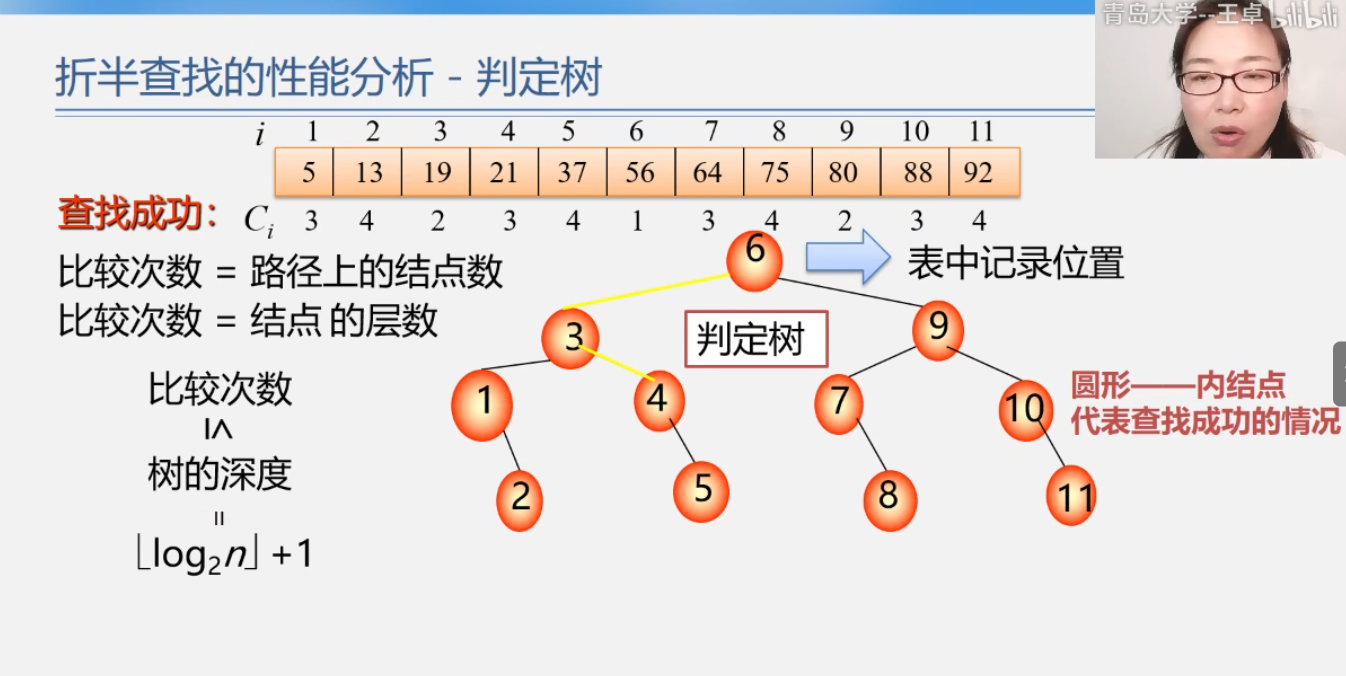 青岛大学--王卓 bilibili
折半查找的性能分析 - 判定树
i 1 2 3 4 5 6 7 8 9 10 11
5 13 19 21 37 56 64 75 80 88 92
查找成功: Ci 3 4 2 3 4 1 3 4 2 3 4
比较次数 = 路径上的结点数
比较次数 = 结点 的层数
6
表中记录位置
3
判定树
9
1
4
7
10
圆形——内结点
代表查找成功的情况
比较次数
≤
树的深度
=
⌊log₂n⌋ +1
2
5
8
11